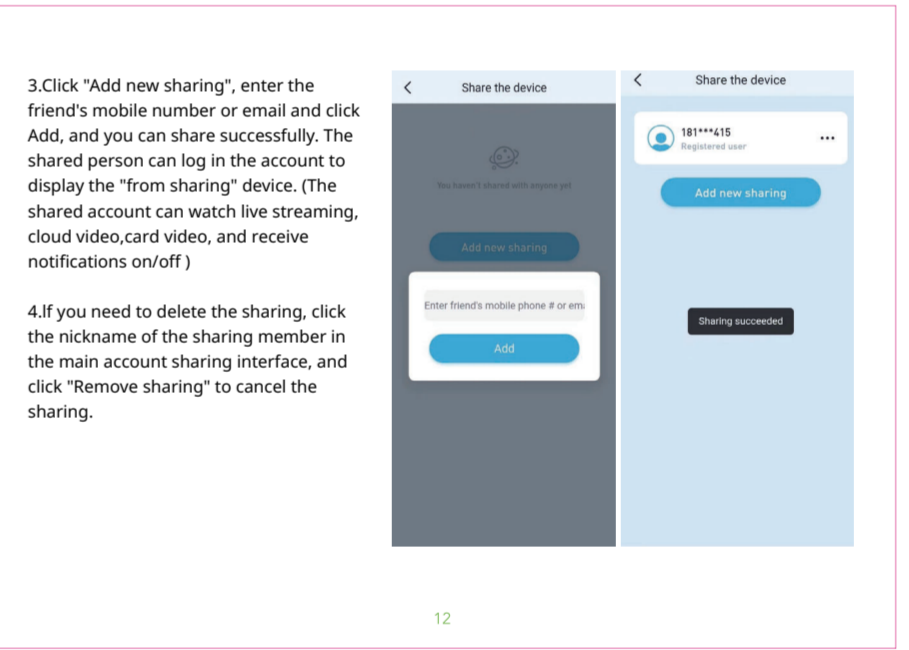 3.Click "Add new sharing", enter the
friend's mobile number or email and click
Add, and you can share successfully. The
shared person can log in the account to
display the "from sharing" device. (The
shared account can watch live streaming,
cloud video,card video, and receive
notifications on/off )
4.If you need to delete the sharing, click
the nickname of the sharing member in
the main account sharing interface, and
click "Remove sharing" to cancel the
sharing.
Share the device
You haven't shared with anyone yet
Add new sharing
Enter friend's mobile phone # or ema
Add
Share the device
181***415
Registered user
Add new sharing
Sharing succeeded
12